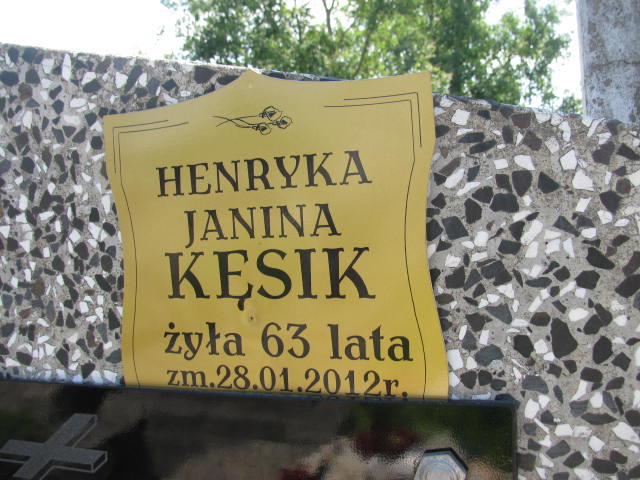 HENRYKA
JANINA
KĘSIK
żyła 63 lata
zm.28.01.2012r.